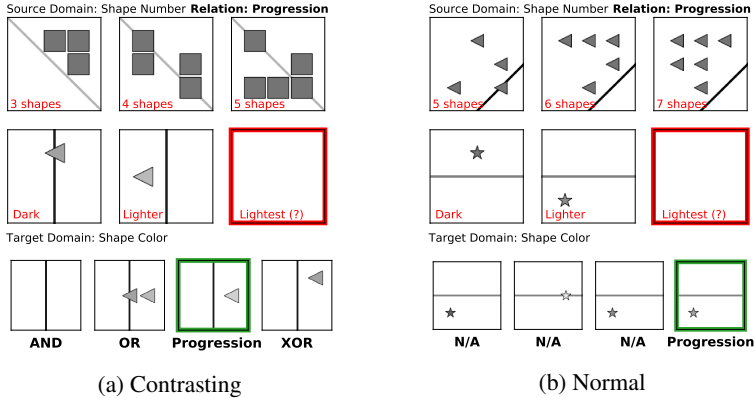 Source Domain: Shape Number Relation: Progression
3 shapes 4 shapes 5 shapes
Dark Lighter Lightest (?)
Target Domain: Shape Color
AND OR Progression XOR
(a) Contrasting
Source Domain: Shape Number Relation: Progression
5 shapes 6 shapes 7 shapes
Dark Lighter Lightest (?)
Target Domain: Shape Color
N/A N/A N/A Progression
(b) Normal